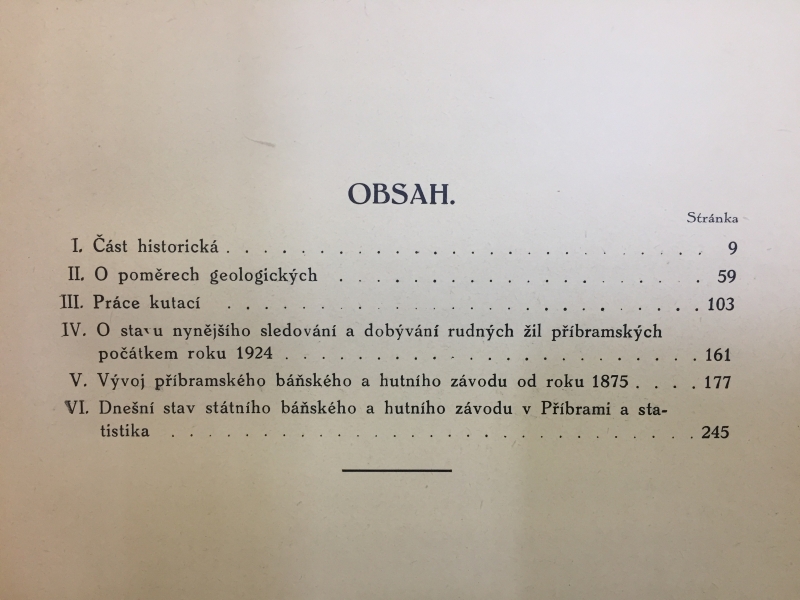 OBSAH.
Stránka
I. Část historická . . . . . . . . . . . . . . . . . . . . . . 9
II. O poměrech geologických . . . . . . . . . . . . . . . . 59
III. Práce kutací . . . . . . . . . . . . . . . . . . . . . . 103
IV. O stavu nynějšího sledování a dobývání rudných žil příbramských
počátkem roku 1924 . . . . . . . . . . . . . . . . . . . 161
V. Vývoj příbramského báňského a hutního závodu od roku 1875 . . . . 177
VI. Dnešní stav státního báňského a hutního závodu v Příbrami a sta-
tistika . . . . . . . . . . . . . . . . . . . . . . . . 245